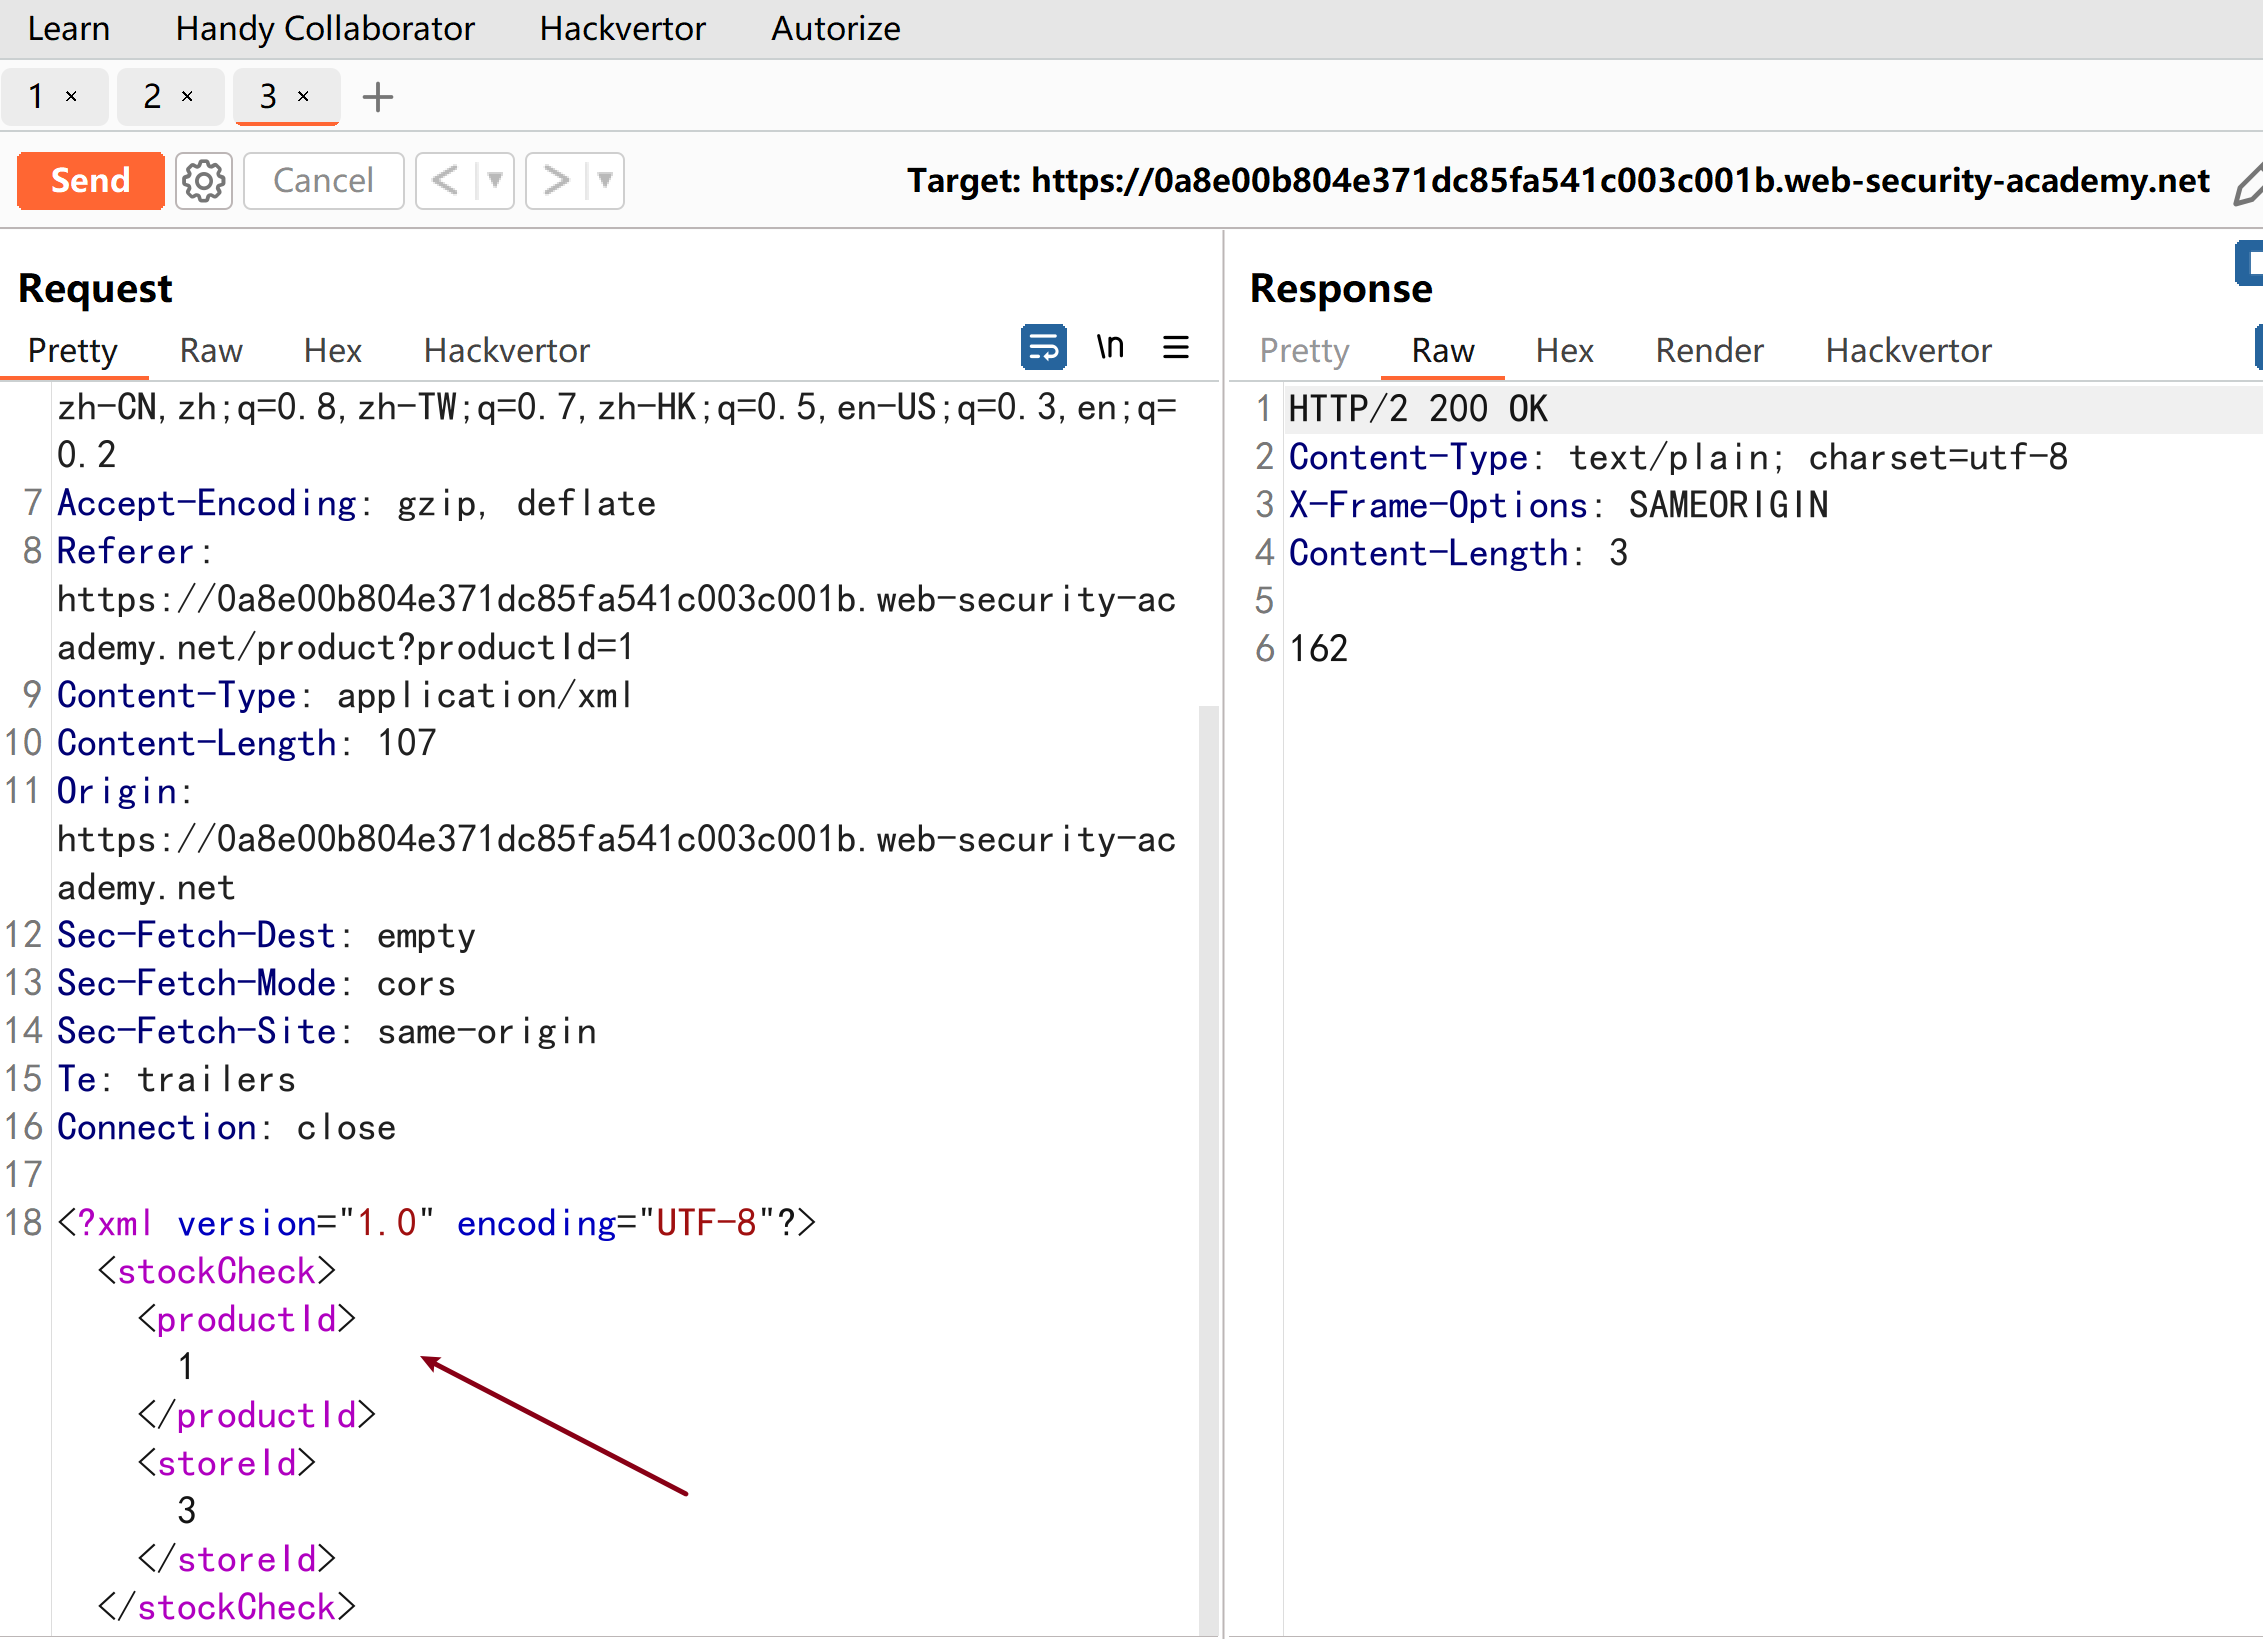 Learn Handy Collaborator Hackvertor Autorize
1 × 2 × 3 × +
Send Cancel < ▼ > ▼ Target: https://0a8e00b804e371dc85fa541c003c001b.web-security-academy.net
Request
Pretty Raw Hex Hackvertor \n
zh-CN,zh;q=0.8,zh-TW;q=0.7,zh-HK;q=0.5,en-US;q=0.3,en;q=
0.2
7 Accept-Encoding: gzip, deflate
8 Referer:
https://0a8e00b804e371dc85fa541c003c001b.web-security-ac
ademy.net/product?productId=1
9 Content-Type: application/xml
10 Content-Length: 107
11 Origin:
https://0a8e00b804e371dc85fa541c003c001b.web-security-ac
ademy.net
12 Sec-Fetch-Dest: empty
13 Sec-Fetch-Mode: cors
14 Sec-Fetch-Site: same-origin
15 Te: trailers
16 Connection: close
17
18 <?xml version="1.0" encoding="UTF-8"?>
<stockCheck>
<productId>
1
</productId>
<storeId>
3
</storeId>
</stockCheck>
Response
Pretty Raw Hex Render Hackvertor
1 HTTP/2 200 OK
2 Content-Type: text/plain; charset=utf-8
3 X-Frame-Options: SAMEORIGIN
4 Content-Length: 3
5
6 162